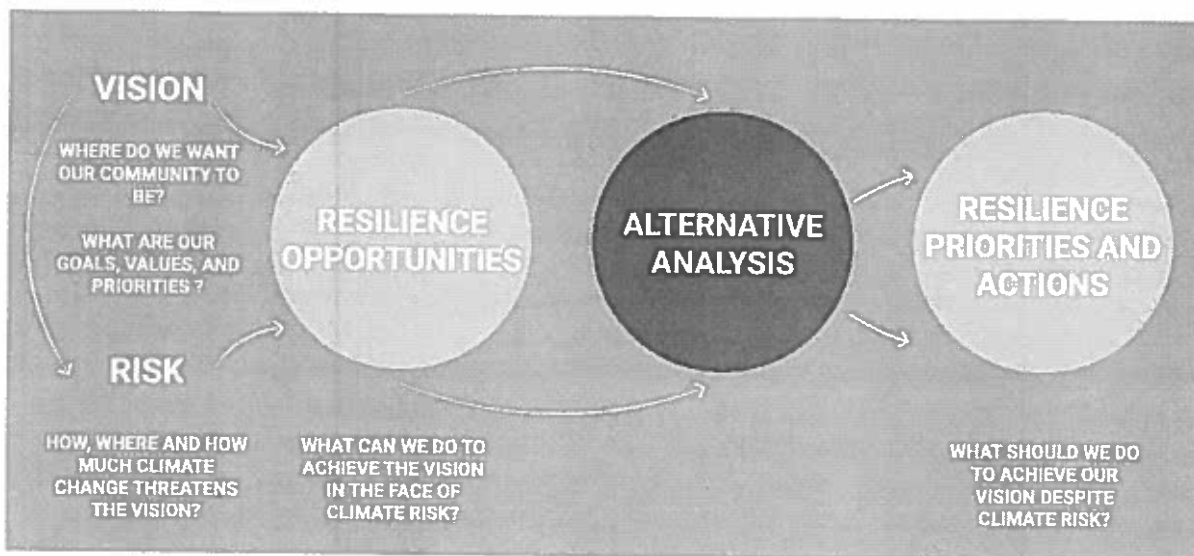 VISION
WHERE DO WE WANT
OUR COMMUNITY TO
BE?
WHAT ARE OUR
GOALS, VALUES, AND
PRIORITIES ?
RISK
HOW, WHERE AND HOW
MUCH CLIMATE
CHANGE THREATENS
THE VISION?
RESILIENCE
OPPORTUNITIES
WHAT CAN WE DO TO
ACHIEVE THE VISION
IN THE FACE OF
CLIMATE RISK?
ALTERNATIVE
ANALYSIS
RESILIENCE
PRIORITIES AND
ACTIONS
WHAT SHOULD WE DO
TO ACHIEVE OUR
VISION DESPITE
CLIMATE RISK?